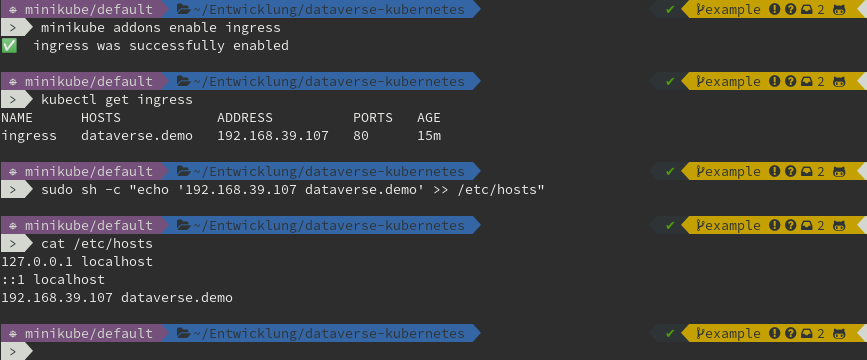 minikube/default ~/Entwicklung/dataverse-kubernetes ✔ example 2
> minikube addons enable ingress
✅ ingress was successfully enabled
minikube/default ~/Entwicklung/dataverse-kubernetes ✔ example 2
> kubectl get ingress
NAME HOSTS ADDRESS PORTS AGE
ingress dataverse.demo 192.168.39.107 80 15m
minikube/default ~/Entwicklung/dataverse-kubernetes ✔ example 2
> sudo sh -c "echo '192.168.39.107 dataverse.demo' >> /etc/hosts"
minikube/default ~/Entwicklung/dataverse-kubernetes ✔ example 2
> cat /etc/hosts
127.0.0.1 localhost
::1 localhost
192.168.39.107 dataverse.demo
minikube/default ~/Entwicklung/dataverse-kubernetes ✔ example 2
>